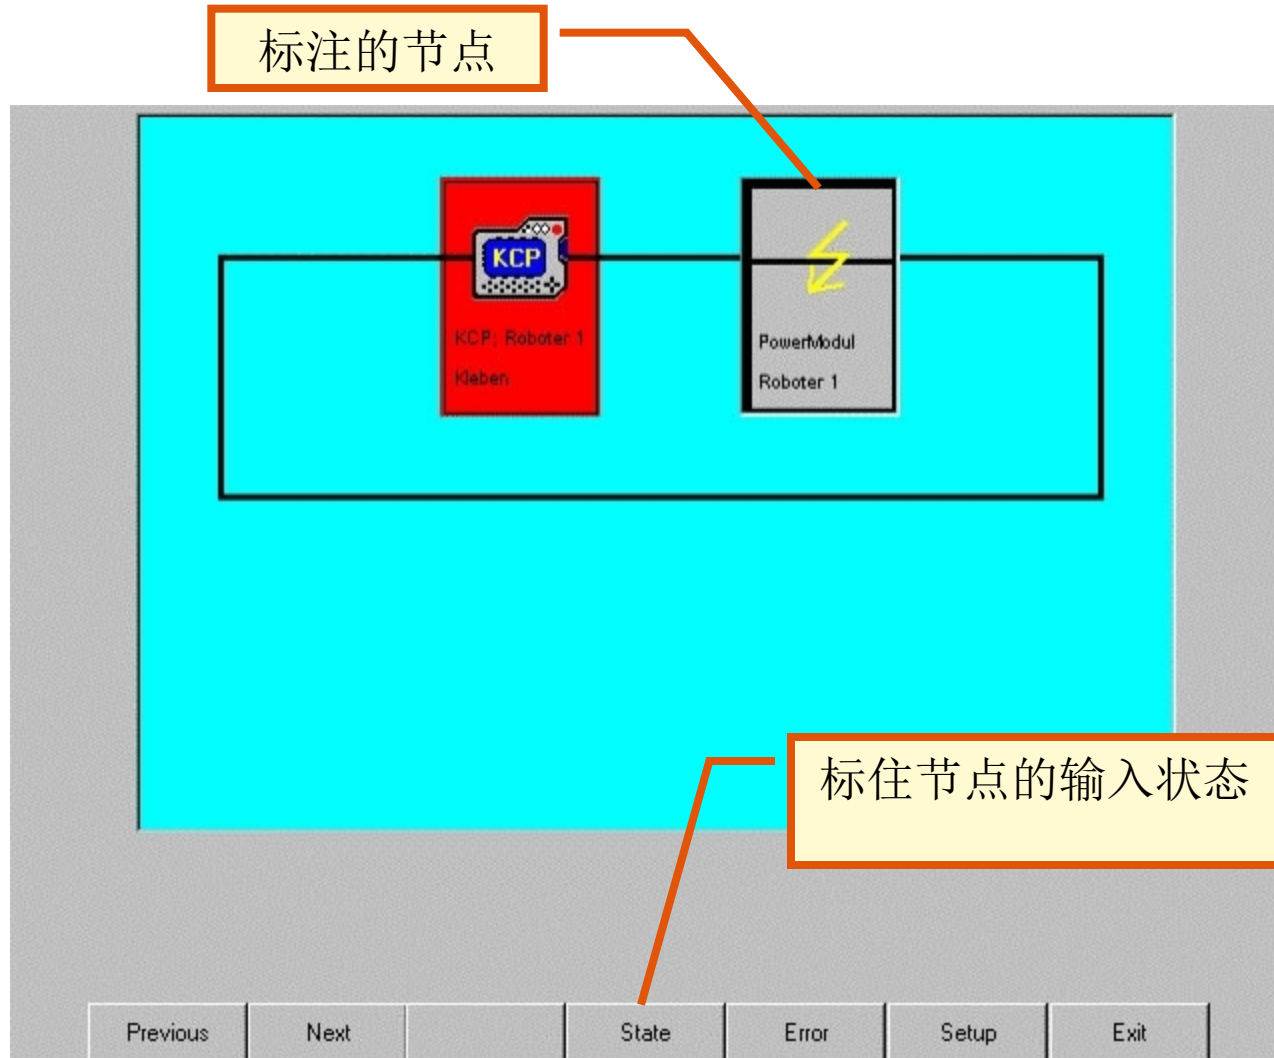 标注的节点
KCP
KCP; Roboter 1
Kleben
PowerModul
Roboter 1
标住节点的输入状态
Previous
Next
State
Error
Setup
Exit